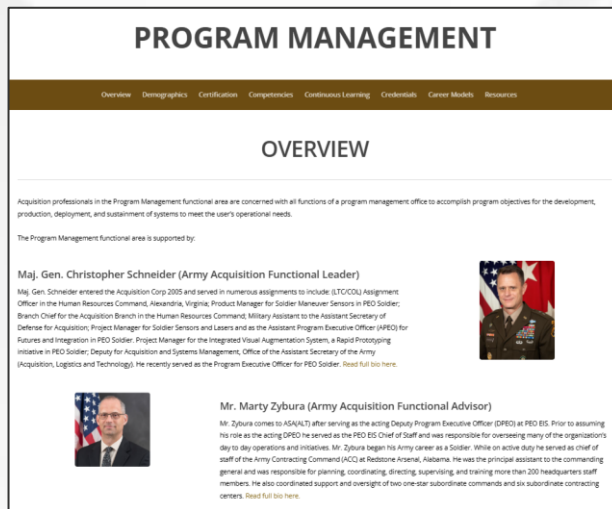 PROGRAM MANAGEMENT
Overview Demographics Certification Competencies Continuous Learning Credentials Career Models Resources
OVERVIEW
Acquisition professionals in the Program Management functional area are concerned with all functions of a program management office to accomplish program objectives for the development,
production, deployment, and sustainment of systems to meet the user's operational needs.
The Program Management functional area is supported by:
Maj. Gen. Christopher Schneider (Army Acquisition Functional Leader)
Maj. Gen. Schneider entered the Acquisition Corp 2005 and served in numerous assignments to include: (LTC/COL) Assignment
Officer in the Human Resources Command, Alexandria, Virginia; Product Manager for Soldier Maneuver Sensors in PEO Soldier;
Branch Chief for the Acquisition Branch in the Human Resources Command; Military Assistant to the Assistant Secretary of
Defense for Acquisition; Project Manager for Soldier Sensors and Lasers and as the Assistant Program Executive Officer (APEO) for
Futures and Integration in PEO Soldier. Project Manager for the Integrated Visual Augmentation System, a Rapid Prototyping
Initiative in PEO Soldier; Deputy for Acquisition and Systems Management, Office of the Assistant Secretary of the Army
(Acquisition, Logistics and Technology). He recently served as the Program Executive Officer for PEO Soldier. Read full bio here.
Mr. Marty Zybura (Army Acquisition Functional Advisor)
Mr. Zybura comes to ASA(ALT) after serving as the acting Deputy Program Executive Officer (DPEO) at PEO EIS. Prior to assuming
his role as the acting DPEO he served as the PEO EIS Chief of Staff and was responsible for overseeing many of the organization's
day to day operations and initiatives. Mr. Zybura began his Army career as a Soldier. While on active duty he served as chief of
staff of the Army Contracting Command (ACC) at Redstone Arsenal, Alabama. He was the principal assistant to the commanding
general and was responsible for planning, coordinating, directing, supervising, and training more than 200 headquarters staff
members. He also coordinated support and oversight of two one-star subordinate commands and six subordinate contracting
centers. Read full bio here.